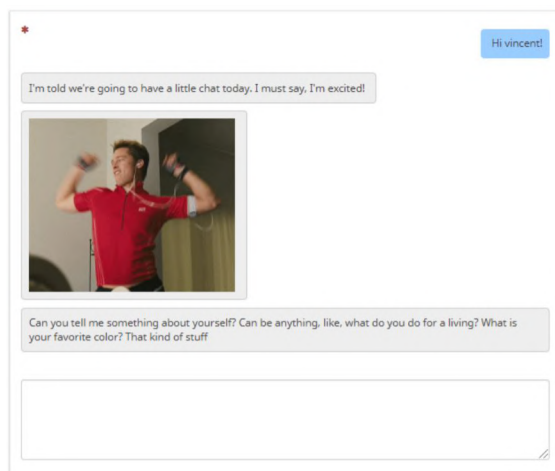 *
Hi vincent!
I'm told we're going to have a little chat today. I must say, I'm excited!
Can you tell me something about yourself? Can be anything, like, what do you do for a living? What is
your favorite color? That kind of stuff